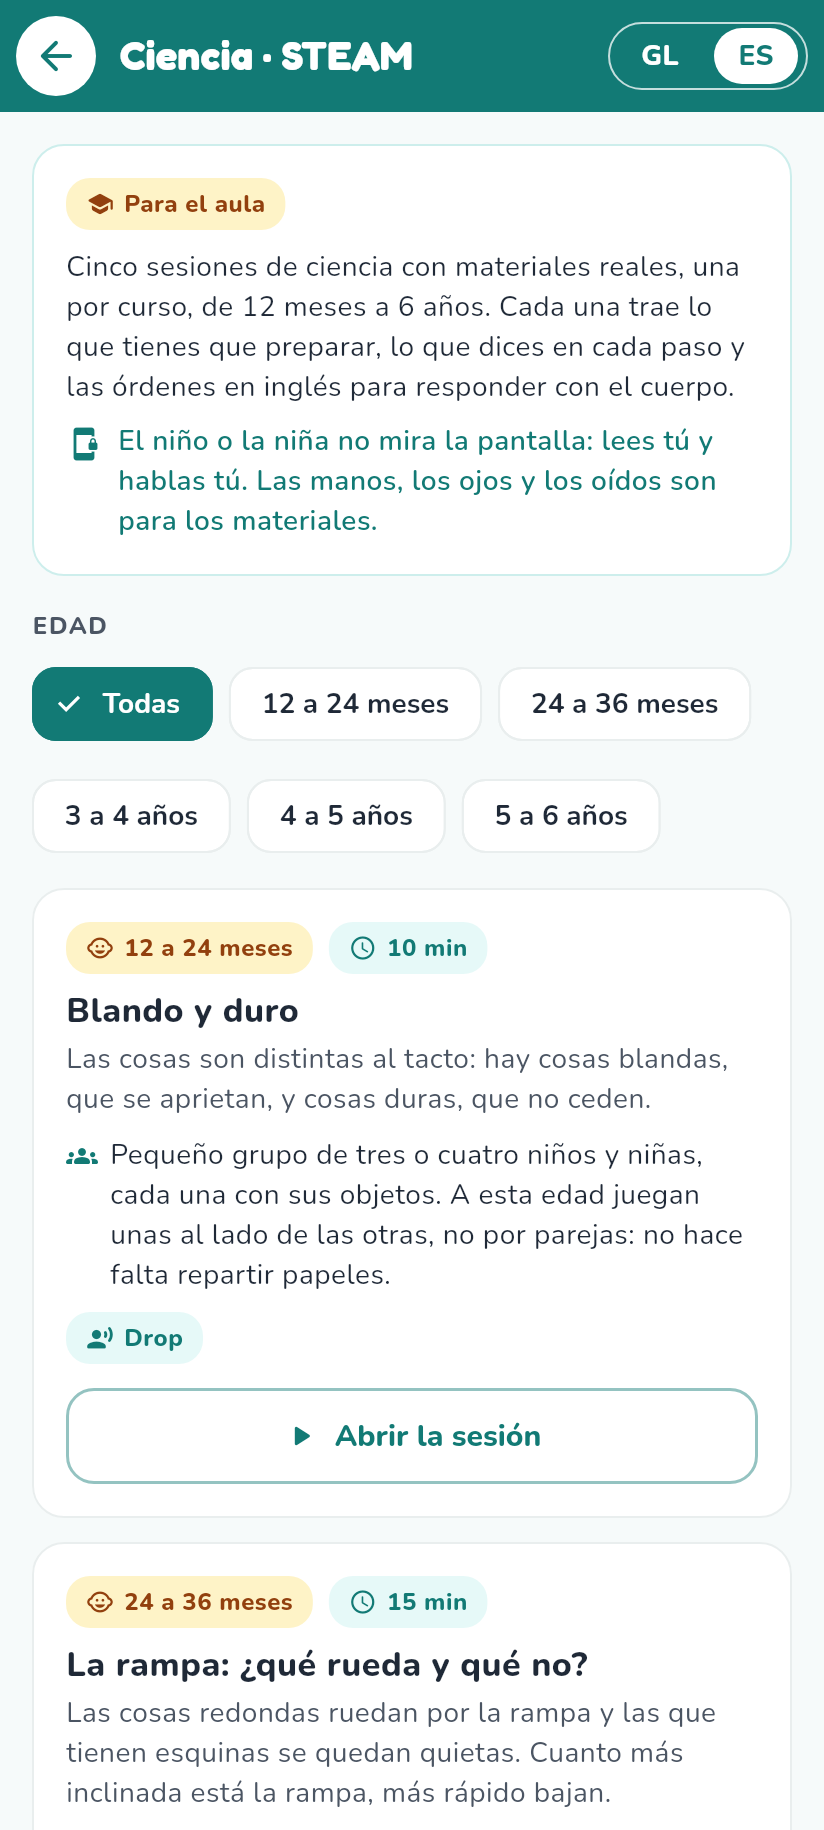 Ciencia · STEAM
GL
ES
Para el aula
Cinco sesiones de ciencia con materiales reales, una
por curso, de 12 meses a 6 años. Cada una trae lo
que tienes que preparar, lo que dices en cada paso y
las órdenes en inglés para responder con el cuerpo.
El niño o la niña no mira la pantalla: lees tú y
hablas tú. Las manos, los ojos y los oídos son
para los materiales.
EDAD
Todas
12 a 24 meses
24 a 36 meses
3 a 4 años
4 a 5 años
5 a 6 años
12 a 24 meses
10 min
Blando y duro
Las cosas son distintas al tacto: hay cosas blandas,
que se aprietan, y cosas duras, que no ceden.
Pequeño grupo de tres o cuatro niños y niñas,
cada una con sus objetos. A esta edad juegan
unas al lado de las otras, no por parejas: no hace
falta repartir papeles.
Drop
Abrir la sesión
24 a 36 meses
15 min
La rampa: ¿qué rueda y qué no?
Las cosas redondas ruedan por la rampa y las que
tienen esquinas se quedan quietas. Cuanto más
inclinada está la rampa, más rápido bajan.